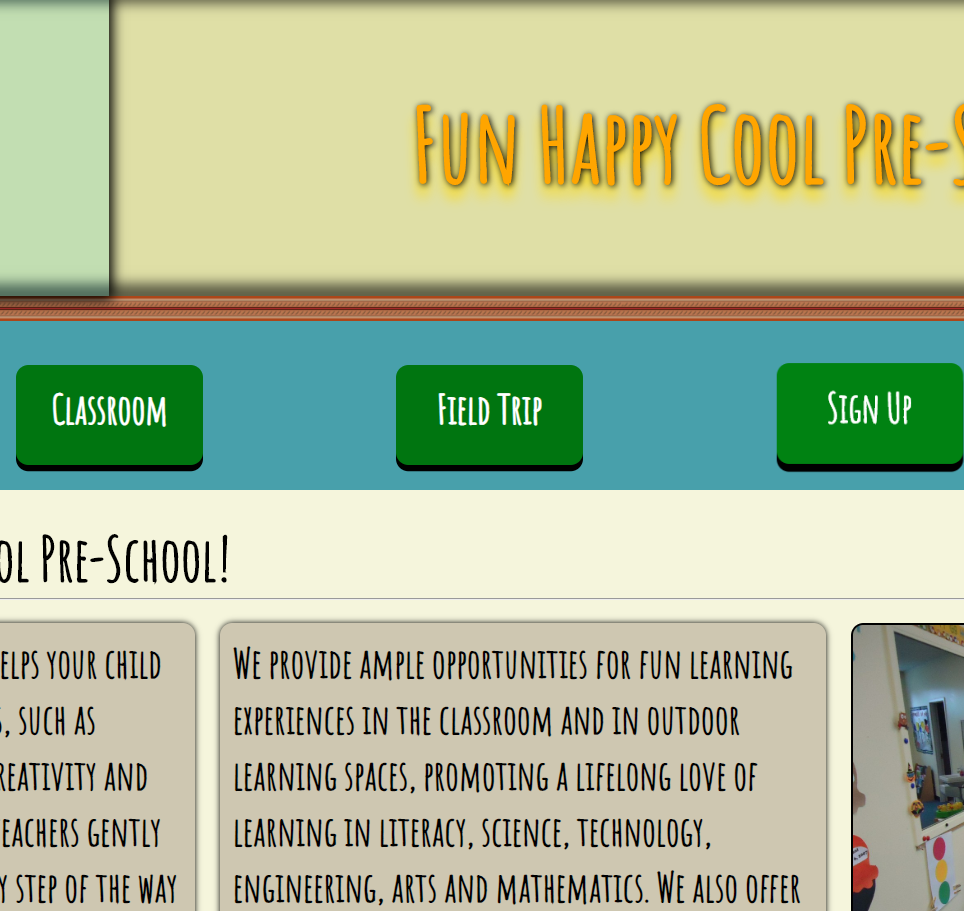 Fun Happy Cool Pre-S
Classroom
Field Trip
Sign Up
ol Pre-School!
elps your child
, such as
reativity and
eachers gently
y step of the way
We provide ample opportunities for fun learning
experiences in the classroom and in outdoor
learning spaces, promoting a lifelong love of
learning in literacy, science, technology,
engineering, arts and mathematics. We also offer